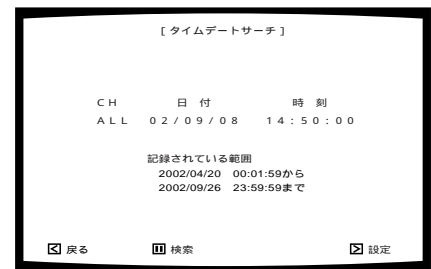 [タイムデートサーチ]
CH 日 付 時 刻
ALL 02/09/08 14:50:00
記録されている範囲
2002/04/20 00:01:59から
2002/09/26 23:59:59まで
戻る 検索 設定